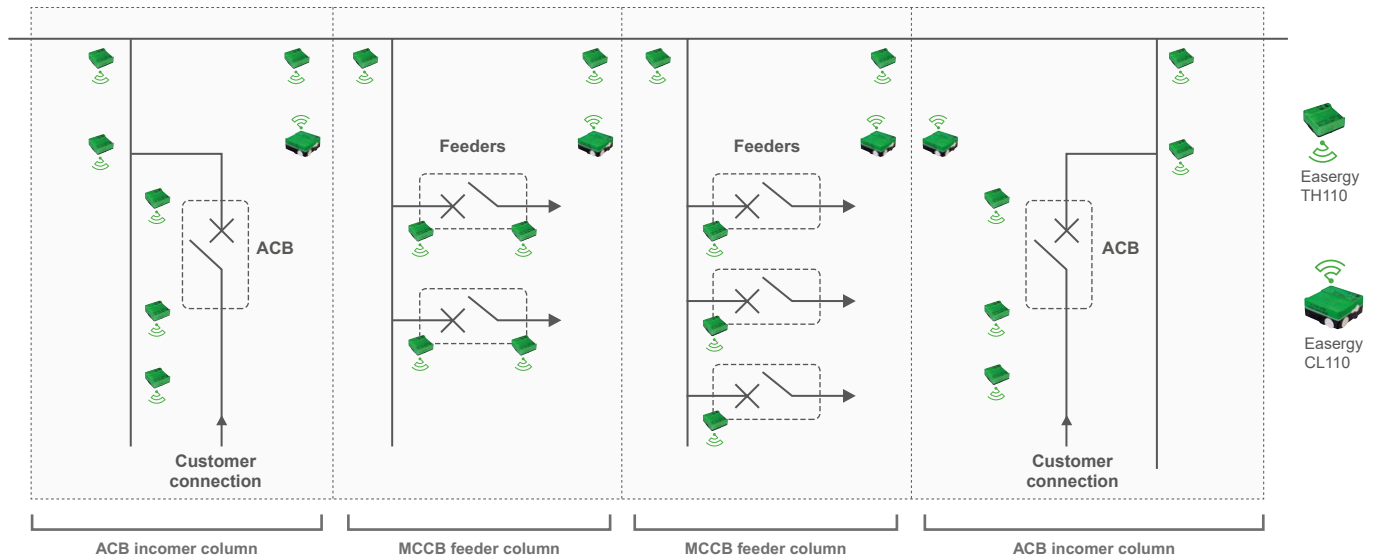 Feeders
Feeders
ACB
ACB
Customer
connection
Customer
connection
Easergy
TH110
Easergy
CL110
ACB incomer column
MCCB feeder column
MCCB feeder column
ACB incomer column